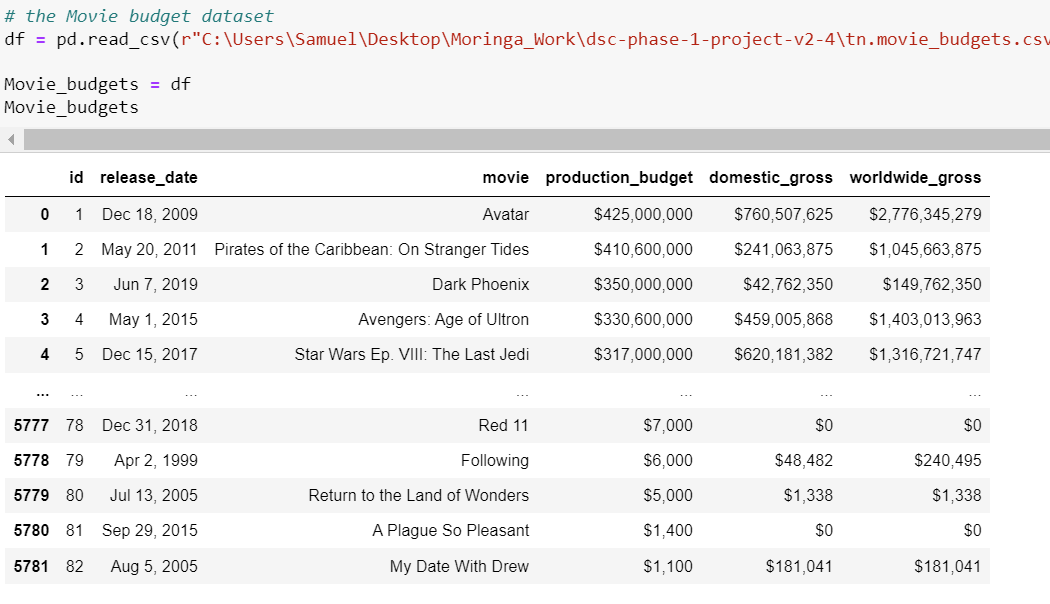 # the Movie budget dataset
df = pd.read_csv(r"C:\Users\Samuel\Desktop\Moringa_Work\dsc-phase-1-project-v2-4\tn.movie_budgets.csv
Movie_budgets = df
Movie_budgets
id release_date movie production_budget domestic_gross worldwide_gross
0 1 Dec 18, 2009 Avatar $425,000,000 $760,507,625 $2,776,345,279
1 2 May 20, 2011 Pirates of the Caribbean: On Stranger Tides $410,600,000 $241,063,875 $1,045,663,875
2 3 Jun 7, 2019 Dark Phoenix $350,000,000 $42,762,350 $149,762,350
3 4 May 1, 2015 Avengers: Age of Ultron $330,600,000 $459,005,868 $1,403,013,963
4 5 Dec 15, 2017 Star Wars Ep. VIII: The Last Jedi $317,000,000 $620,181,382 $1,316,721,747
... ... ... ... ... ... ...
5777 78 Dec 31, 2018 Red 11 $7,000 $0 $0
5778 79 Apr 2, 1999 Following $6,000 $48,482 $240,495
5779 80 Jul 13, 2005 Return to the Land of Wonders $5,000 $1,338 $1,338
5780 81 Sep 29, 2015 A Plague So Pleasant $1,400 $0 $0
5781 82 Aug 5, 2005 My Date With Drew $1,100 $181,041 $181,041